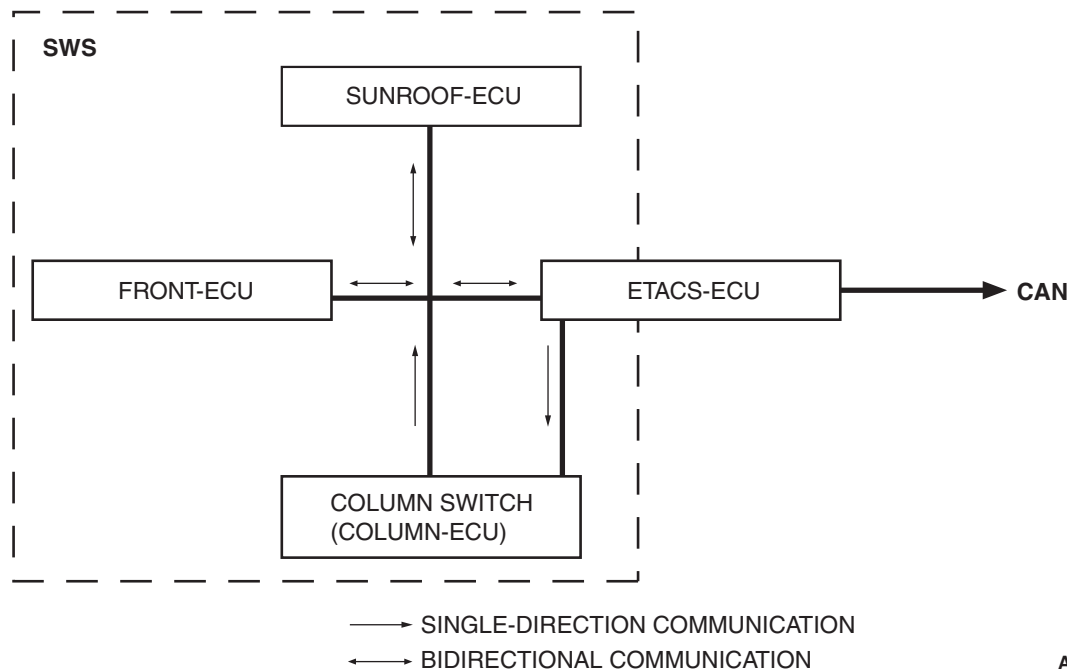 SWS
SUNROOF-ECU
FRONT-ECU
ETACS-ECU
CAN
COLUMN SWITCH
(COLUMN-ECU)
SINGLE-DIRECTION COMMUNICATION
BIDIRECTIONAL COMMUNICATION
A